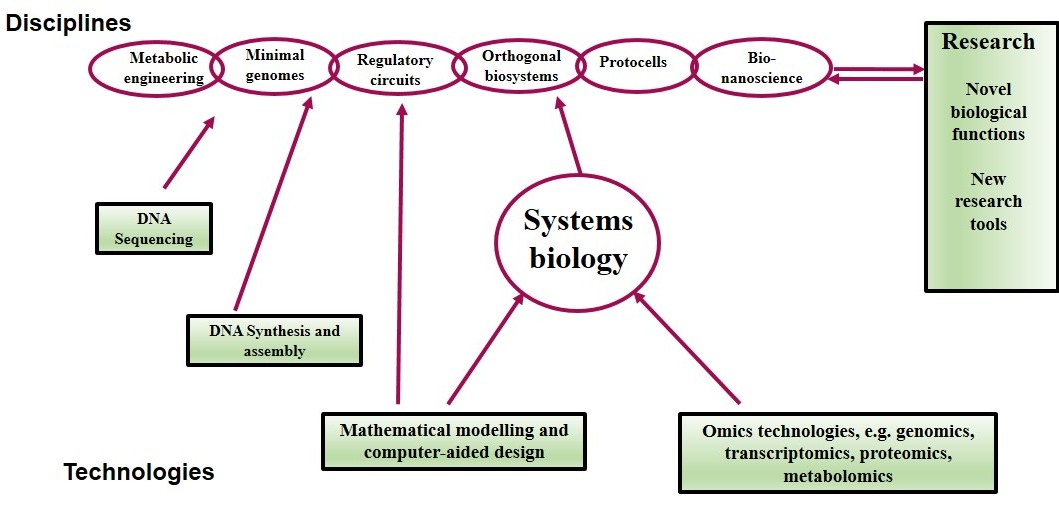 Disciplines
Metabolic
engineering
Minimal
genomes
Regulatory
circuits
Orthogonal
biosystems
Protocells
Bio-
nanoscience
Research
Novel
biological
functions
New
research
tools
DNA
Sequencing
Systems
biology
DNA Synthesis and
assembly
Mathematical modelling and
computer-aided design
Omics technologies, e.g. genomics,
transcriptomics, proteomics,
metabolomics
Technologies